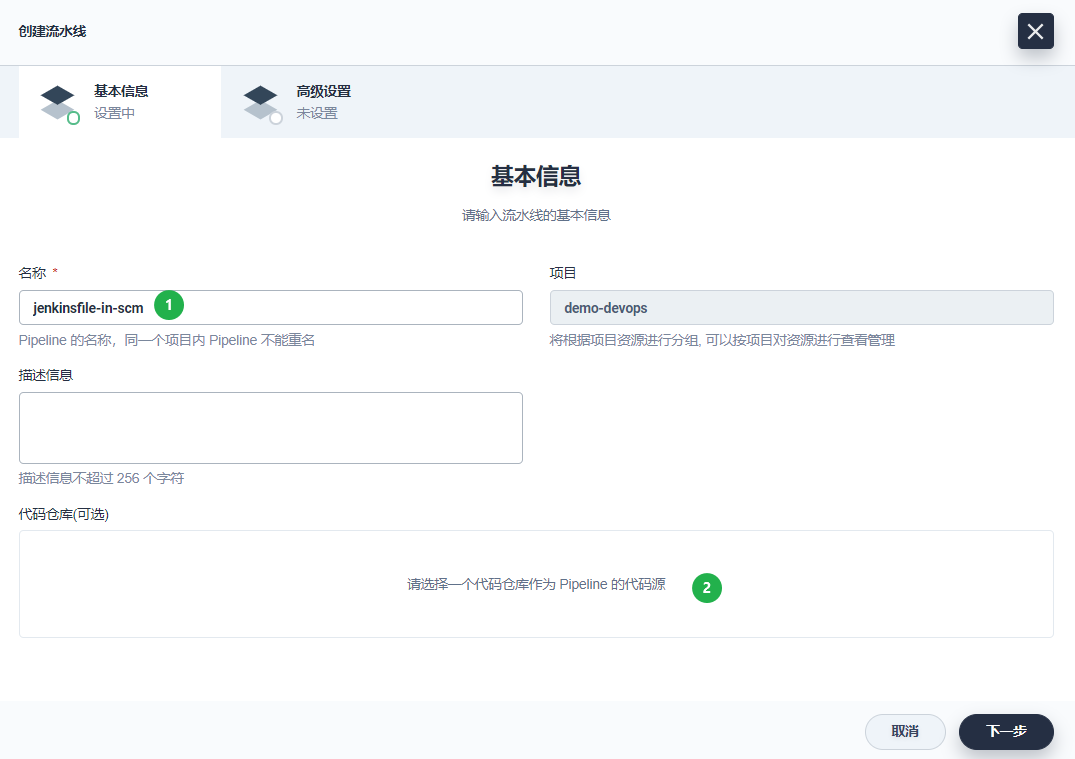 创建流水线
基本信息
设置中
高级设置
未设置
基本信息
请输入流水线的基本信息
名称 *
项目
jenkinsfile-in-scm 1
demo-devops
Pipeline 的名称，同一个项目内 Pipeline 不能重名
将根据项目资源进行分组, 可以按项目对资源进行查看管理
描述信息
描述信息不超过 256 个字符
代码仓库(可选)
请选择一个代码仓库作为 Pipeline 的代码源 2
取消
下一步